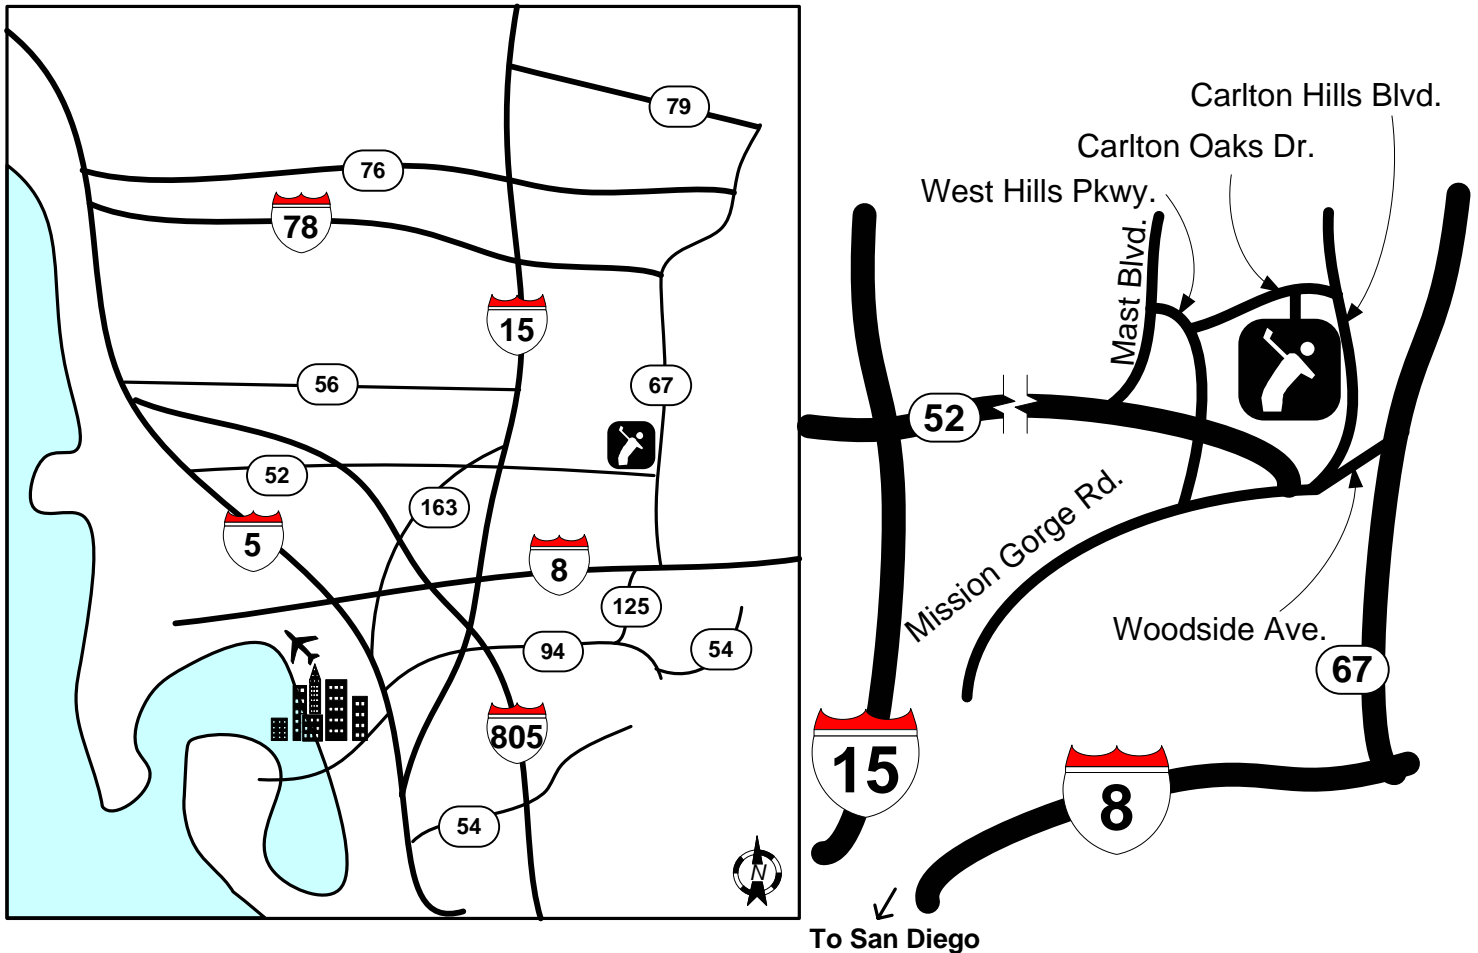 79
76
78
15
56
67
52
163
5
8
125
94
54
805
54
N
Carlton Hills Blvd.
Carlton Oaks Dr.
West Hills Pkwy.
Mast Blvd.
52
Mission Gorge Rd.
Woodside Ave.
67
15
8
To San Diego